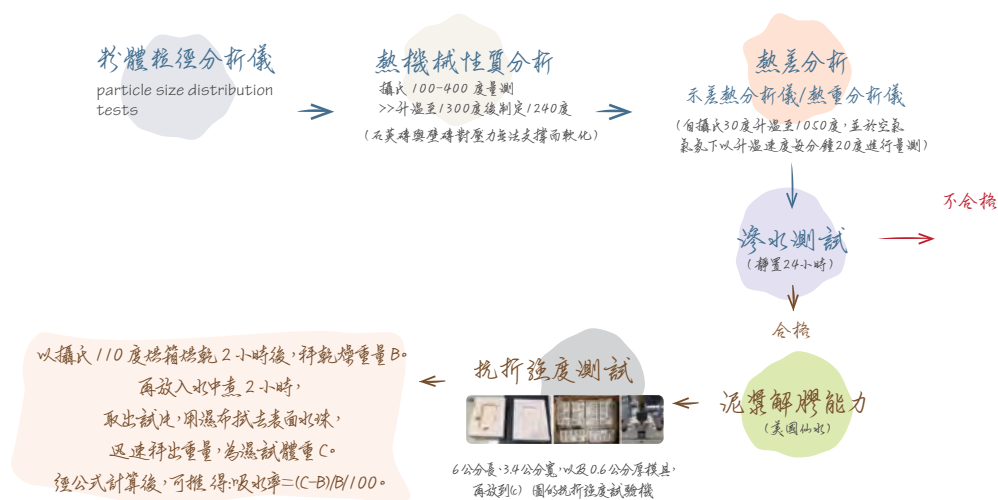 粉體粒徑分析儀
particle size distribution
tests
熱機械性質分析
攝氏 100-400 度量測
>>升溫至1300度後制定1240度
(石英磚與壁磚對壓力無法支撐而軟化)
熱差分析
示差熱分析儀/熱重分析儀
(自攝氏30度升溫至1050度，並於空氣
氣氛下以升溫速度每分鐘20度進行量測)
滲水測試
(靜置24小時)
不合格
合格
泥漿解膠能力
(美國仙水)
抗折強度測試
6公分長、3.4公分寬，以及0.6公分厚模具，
再放到(c) 圖的抗折強度試驗機
以攝氏 110 度烘箱烘乾 2 小時後，秤乾燥重量B。
再放入水中煮 2 小時，
取出試片，用濕布拭去表面水珠，
迅速秤出重量，為濕試體重 C。
經公式計算後，可推 得:吸水率=(C-B)/B/100。